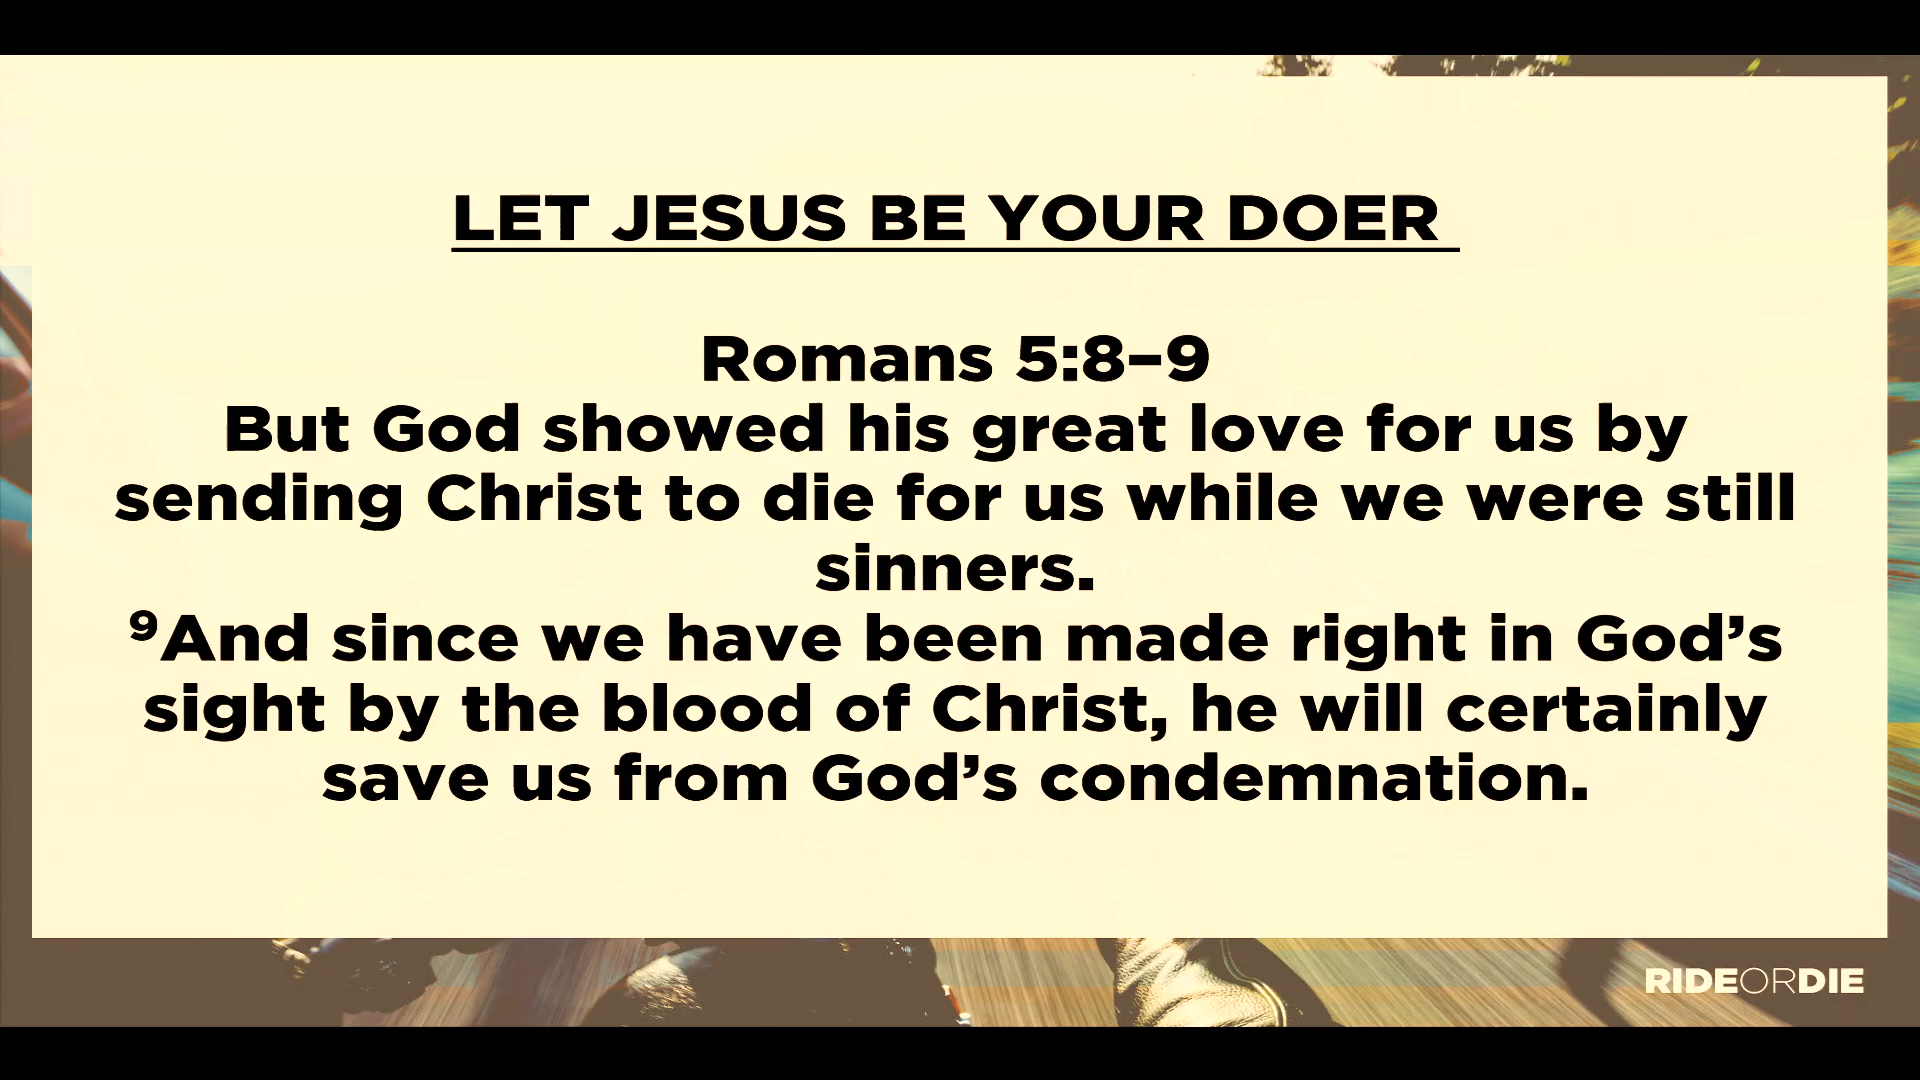 LET JESUS BE YOUR DOER
Romans 5:8–9
But God showed his great love for us by
sending Christ to die for us while we were still
sinners.
⁹And since we have been made right in God’s
sight by the blood of Christ, he will certainly
save us from God’s condemnation.
RIDEORDIE